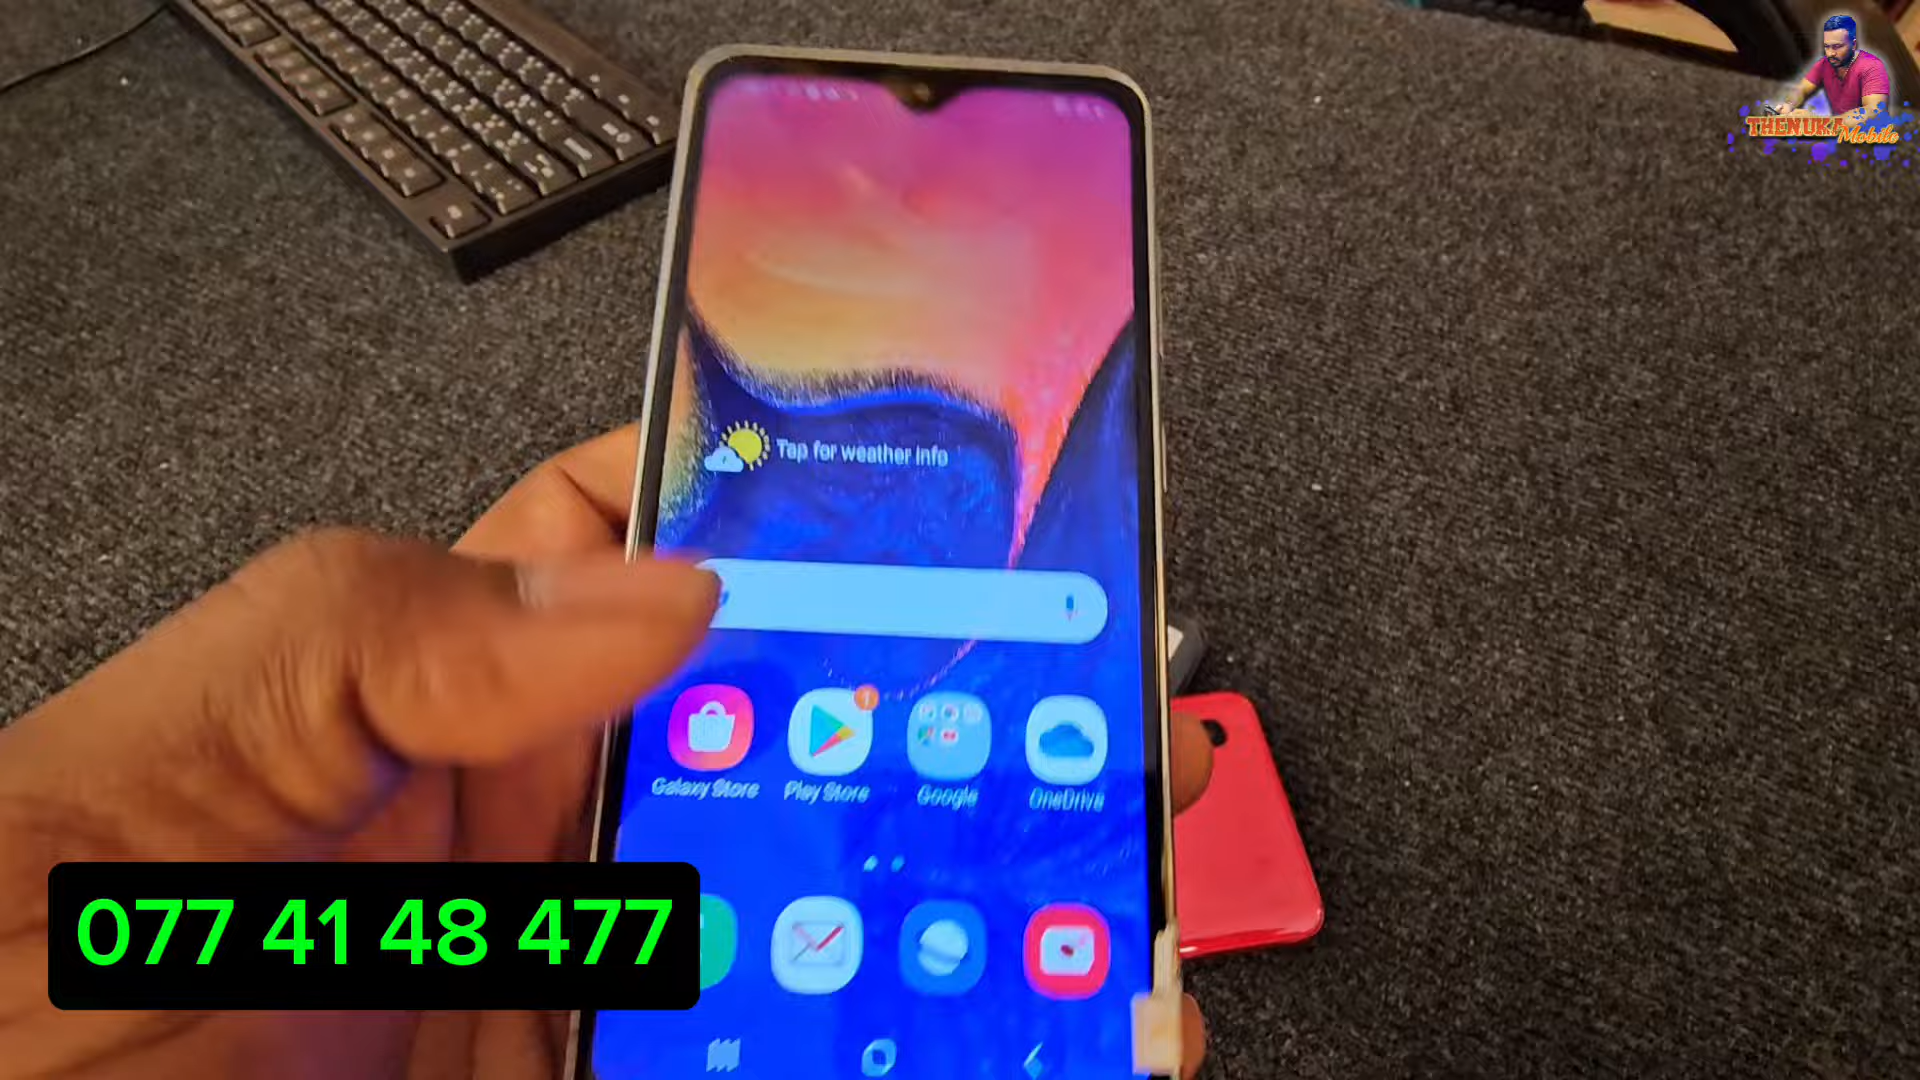 THENUKA
Mobile
Tap for weather info
Galaxy Store
Play Store
Google
OneDrive
077 41 48 477